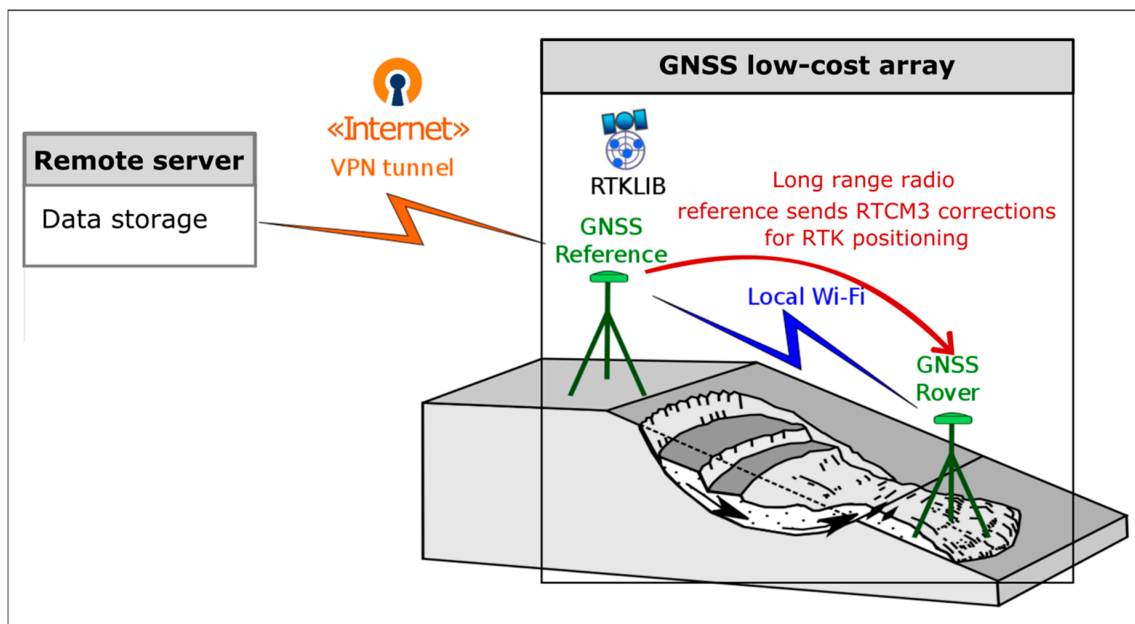 GNSS low-cost array
«Internet»
VPN tunnel
Remote server
Data storage
RTKLIB
GNSS
Reference
Long range radio
reference sends RTCM3 corrections
for RTK positioning
Local Wi-Fi
GNSS
Rover